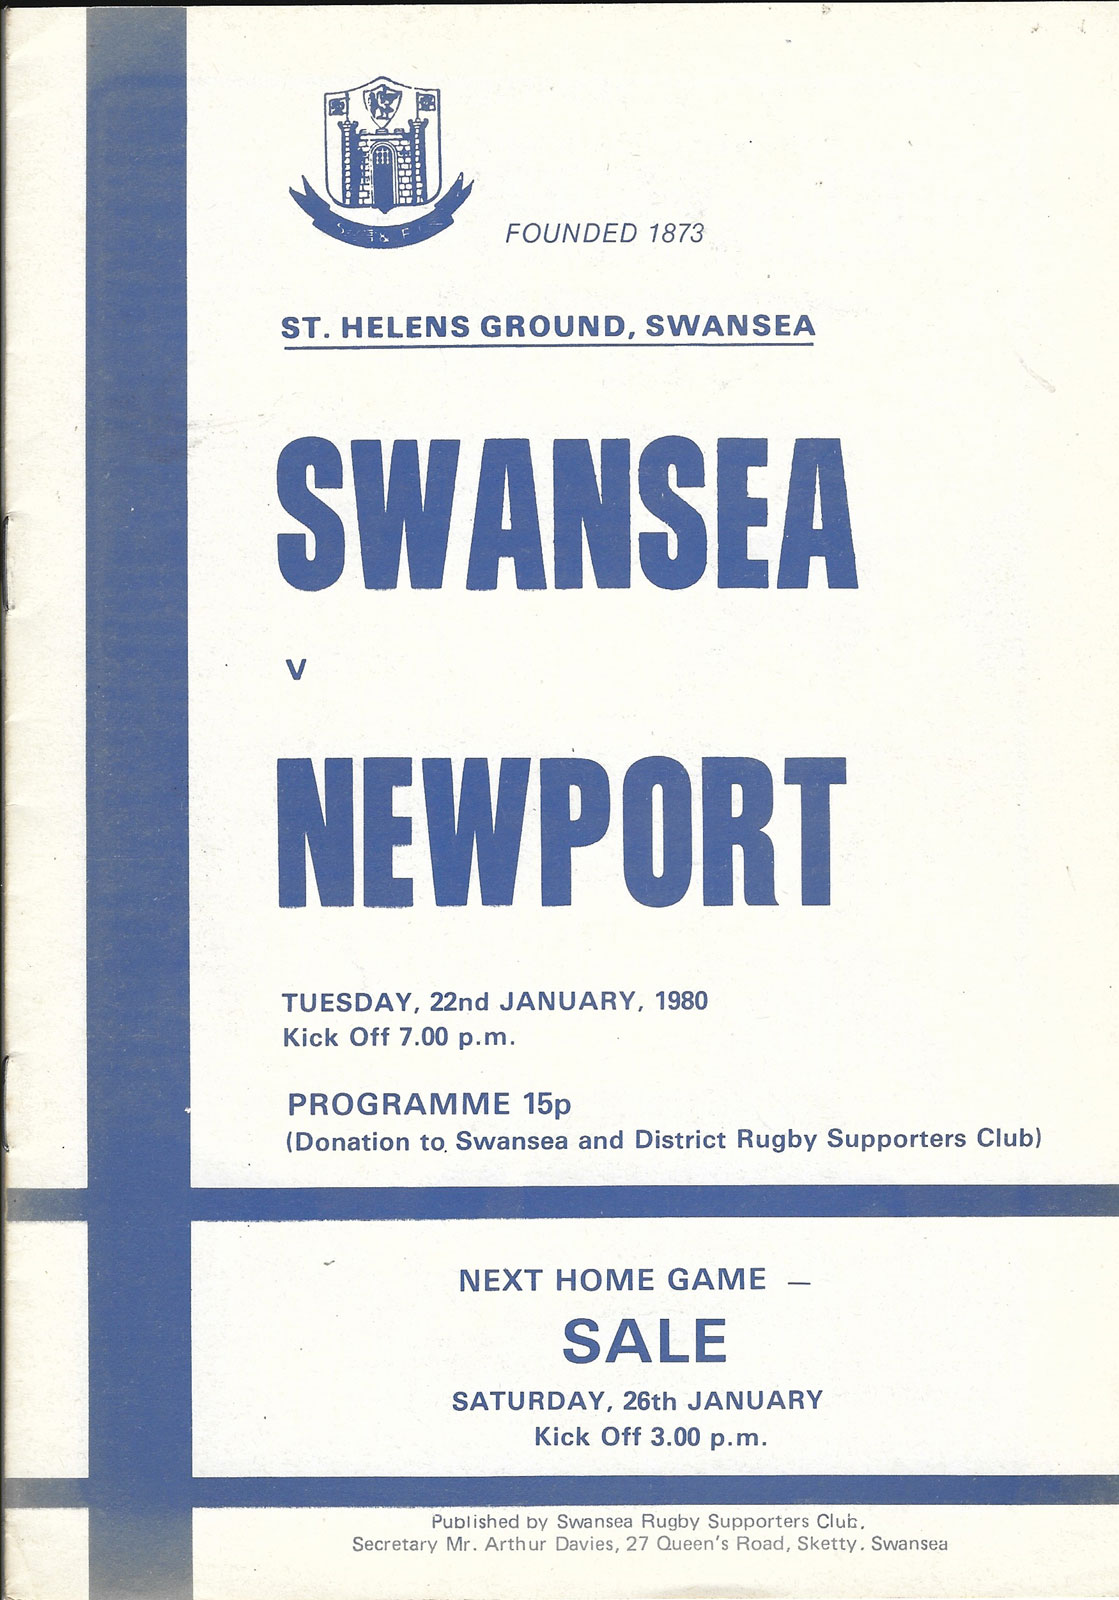 FOUNDED 1873
ST. HELENS GROUND, SWANSEA
SWANSEA
v
NEWPORT
TUESDAY, 22nd JANUARY, 1980
Kick Off 7.00 p.m.
PROGRAMME 15p
(Donation to Swansea and District Rugby Supporters Club)
NEXT HOME GAME —
SALE
SATURDAY, 26th JANUARY
Kick Off 3.00 p.m.
Published by Swansea Rugby Supporters Club,
Secretary Mr. Arthur Davies, 27 Queen's Road, Sketty. Swansea